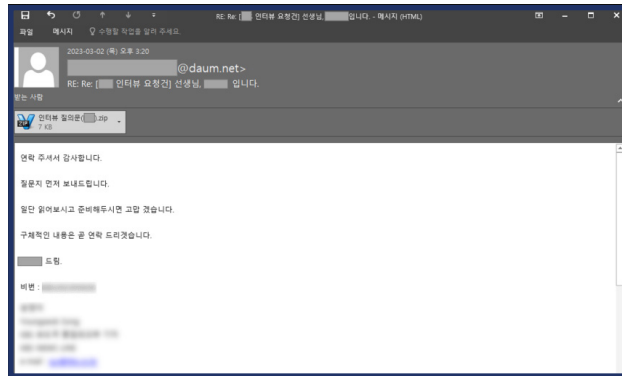 RE: Re: [ 인터뷰 요청건] 선생님, 입니다. - 메시지 (HTML)
파일 메시지 수행할 작업을 알려 주세요.
2023-03-02 (목) 오후 3:20
@daum.net>
RE: Re: [ 인터뷰 요청건] 선생님, 입니다.
받는 사람
인터뷰 질의문( ).zip
7 KB
연락 주셔서 감사합니다.
질문지 먼저 보내드립니다.
일단 읽어보시고 준비해두시면 고맙 겠습니다.
구체적인 내용은 곧 연락 드리겟습니다.
드림.
비번 :